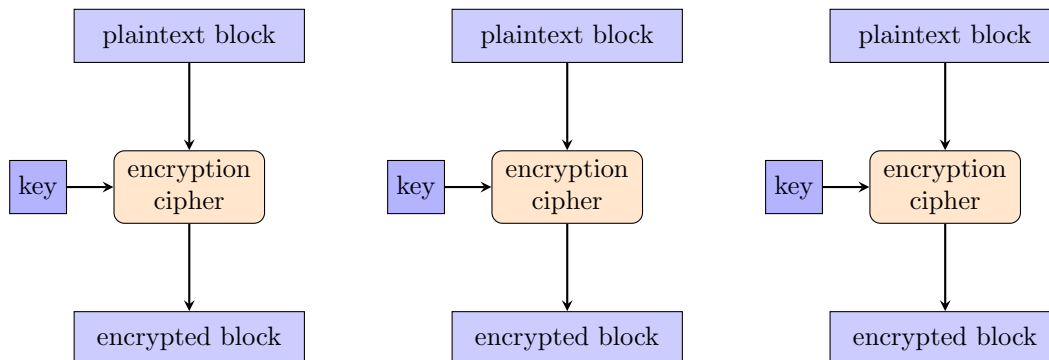 plaintext block
plaintext block
plaintext block
key
encryption
cipher
key
encryption
cipher
key
encryption
cipher
encrypted block
encrypted block
encrypted block